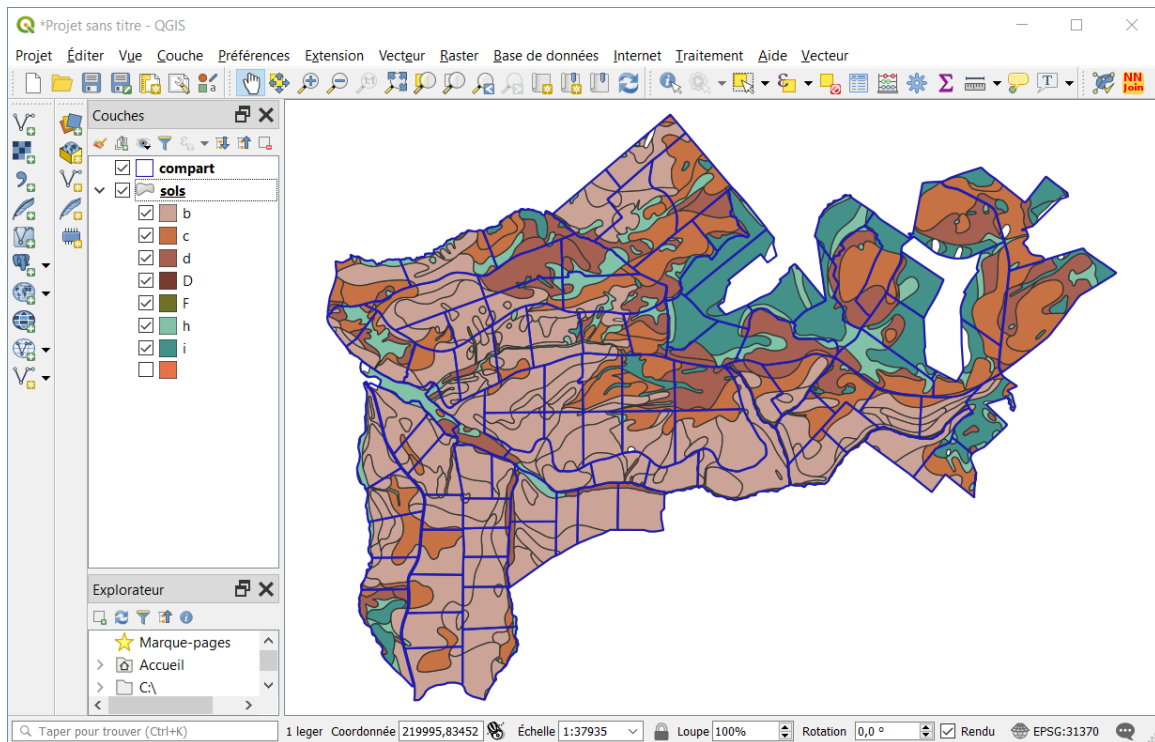 *Projet sans titre - QGIS
Projet Éditer Vue Couche Préférences Extension Vecteur Raster Base de données Internet Traitement Aide Vecteur
NN
Join
Couches
compart
sols
b
c
d
D
F
h
i
Explorateur
Marque-pages
Accueil
C:\
Taper pour trouver (Ctrl+K) 1 leger Coordonnée 219995,83452 Échelle 1:37935 Loupe 100% Rotation 0,0 ° Rendu EPSG:31370